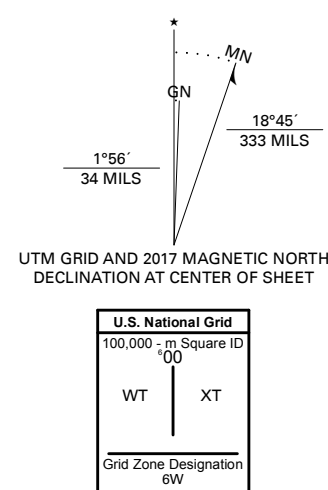 ★
MN
GN
1°56´
34 MILS
18°45´
333 MILS
UTM GRID AND 2017 MAGNETIC NORTH
DECLINATION AT CENTER OF SHEET
U.S. National Grid
100,000 - m Square ID
⁶00
WT XT
Grid Zone Designation
6W